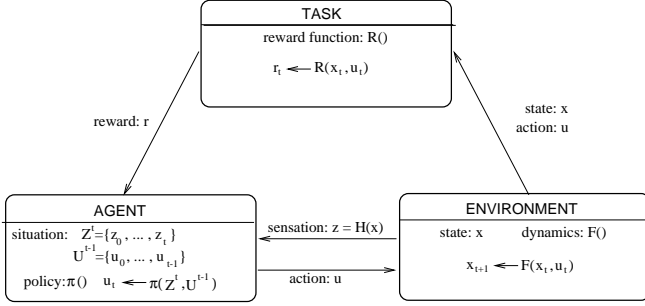 TASK
reward function: R()
r_t ← R(x_t, u_t)
reward: r
state: x
action: u
AGENT
situation: Z^t={z_0, ... , z_t}
U^{t-1}={u_0, ... , u_{t-1}}
policy:π() u_t ← π(Z^t, U^{t-1})
sensation: z = H(x)
action: u
ENVIRONMENT
state: x dynamics: F()
x_{t+1} ← F(x_t, u_t)